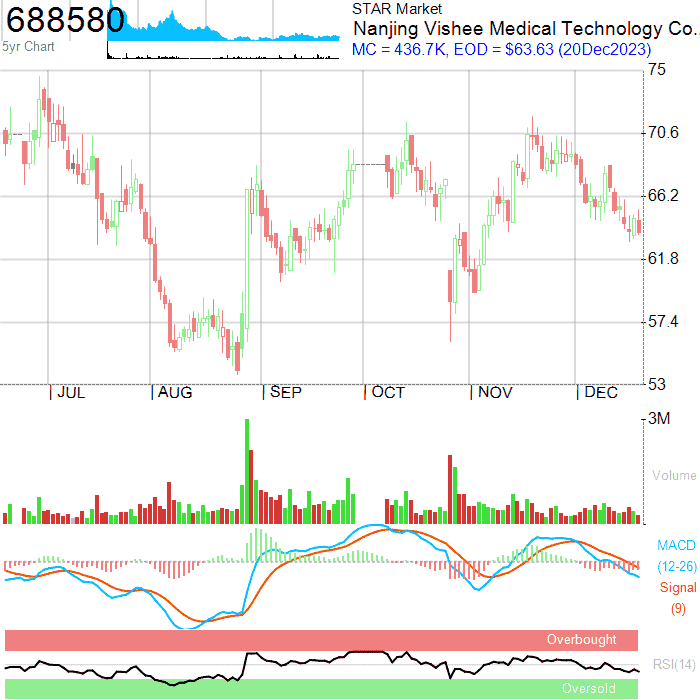 688580
5yr Chart
STAR Market
Nanjing Vishee Medical Technology Co.
MC = 436.7K, EOD = $63.63 (20Dec2023)
75
70.6
66.2
61.8
57.4
53
| JUL | AUG | SEP | OCT | NOV | DEC
3M
Volume
MACD
(12-26)
Signal
(9)
Overbought
RSI(14)
Oversold